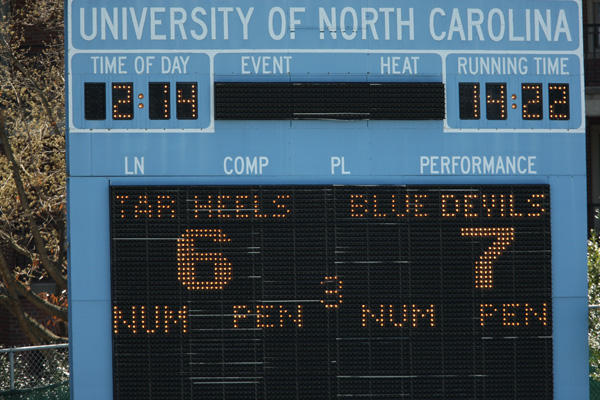 UNIVERSITY OF NORTH CAROLINA
TIME OF DAY EVENT HEAT RUNNING TIME
2:14 14:22
LN COMP PL PERFORMANCE
TAR HEELS BLUE DEVILS
6 7
3
NUM PEN NUM PEN